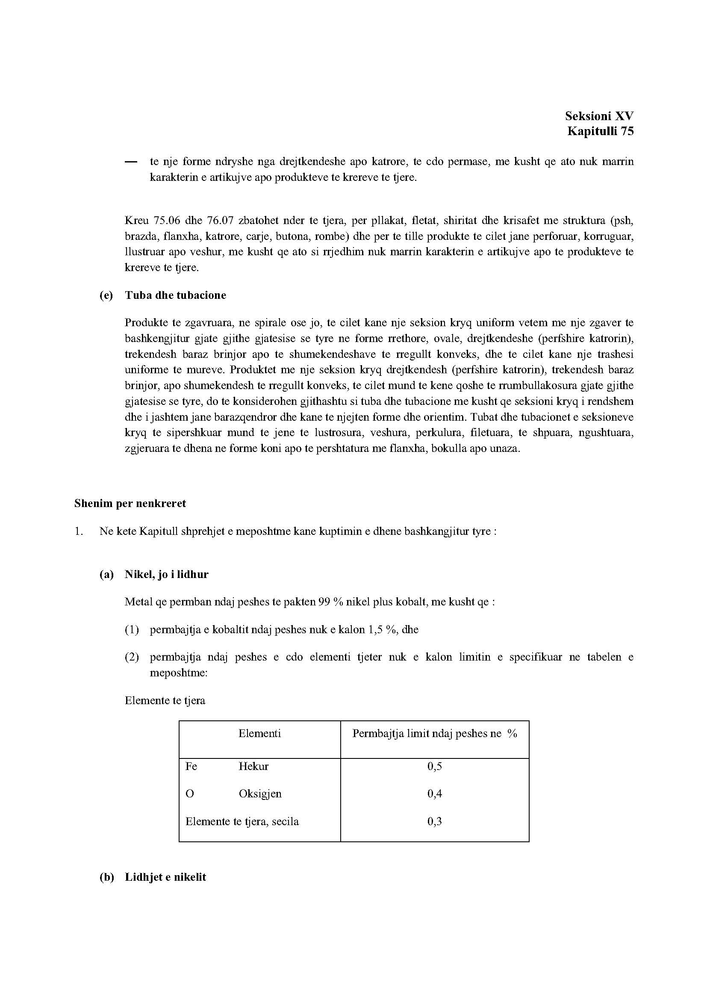 Seksioni XV
Kapitulli 75
— te nje forme ndryshe nga drejtkendeshe apo katrore, te cdo permase, me kusht qe ato nuk marrin
karakterin e artikujve apo produkteve te krereve te tjere.
Kreu 75.06 dhe 76.07 zbatohet nder te tjera, per pllakat, fletat, shiritat dhe krisafet me struktura (psh,
brazda, flanxha, katrore, carje, butona, rombe) dhe per te tille produkte te cilet jane perforuar, korruguar,
llustruar apo veshur, me kusht qe ato si rrjedhim nuk marrin karakterin e artikujve apo te produkteve te
krereve te tjere.
(e) Tuba dhe tubacione
Produkte te zgavruara, ne spirale ose jo, te cilet kane nje seksion kryq uniform vetem me nje zgaver te
bashkengjitur gjate gjithe gjatesise se tyre ne forme rrethore, ovale, drejtkendeshe (perfshire katrorin),
trekendesh baraz brinjor apo te shumekendeshave te rregullt konveks, dhe te cilet kane nje trashesi
uniforme te mureve. Produktet me nje seksion kryq drejtkendesh (perfshire katrorin), trekendesh baraz
brinjor, apo shumekendesh te rregullt konveks, te cilet mund te kene qoshe te rrumbullakosura gjate gjithe
gjatesise se tyre, do te konsiderohen gjithashtu si tuba dhe tubacione me kusht qe seksioni kryq i rendshem
dhe i jashtem jane barazqendror dhe kane te njejten forme dhe orientim. Tubat dhe tubacionet e seksioneve
kryq te sipershkuar mund te jene te lustrosura, veshura, perkulura, filetuara, te shpuara, ngushtuara,
zgjeruara te dhena ne forme koni apo te pershtatura me flanxha, bokulla apo unaza.
Shenim per nenkreret
1. Ne kete Kapitull shprehjet e meposhtme kane kuptimin e dhene bashkangjitur tyre :
(a) Nikel, jo i lidhur
Metal qe permban ndaj peshes te pakten 99 % nikel plus kobalt, me kusht qe :
(1) permbajtja e kobaltit ndaj peshes nuk e kalon 1,5 %, dhe
(2) permbajtja ndaj peshes e cdo elementi tjeter nuk e kalon limitin e specifikuar ne tabelen e
meposhtme:
Elemente te tjera
Elementi Permbajtja limit ndaj peshes ne %
Fe Hekur 0,5
O Oksigjen 0,4
Elemente te tjera, secila 0,3
(b) Lidhjet e nikelit